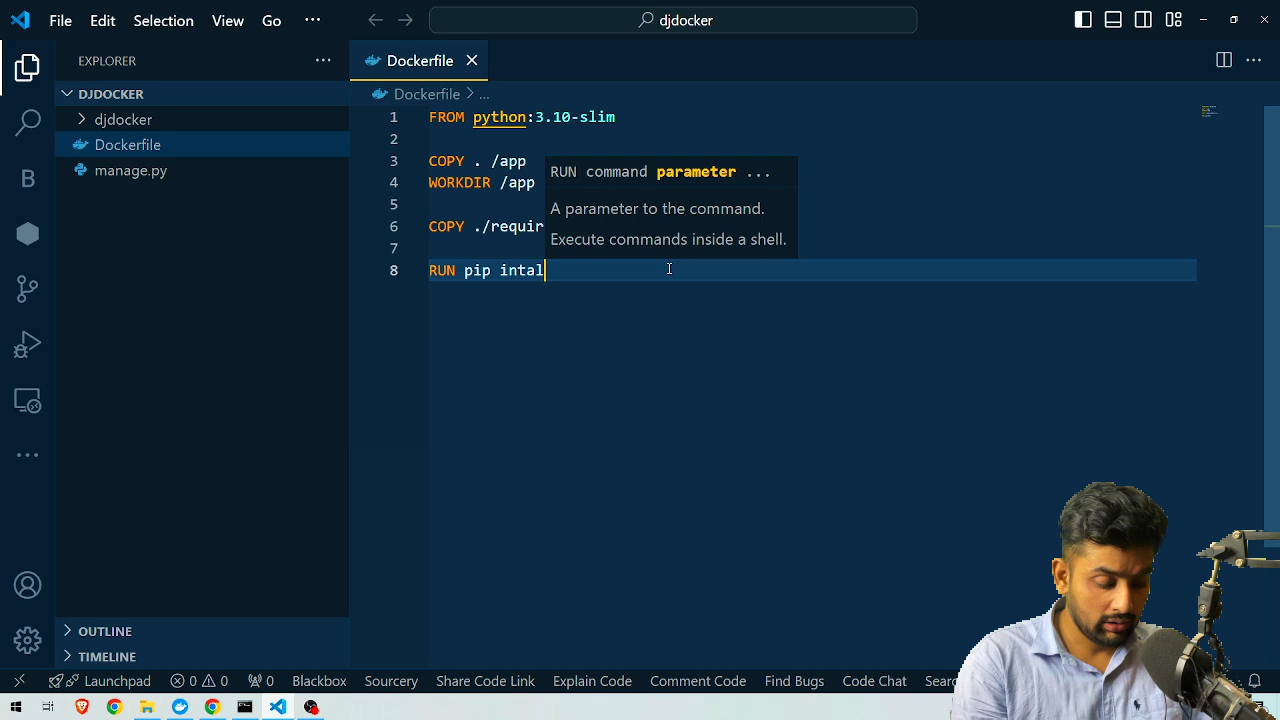 File Edit Selection View Go ···
djdocker
EXPLORER ···
DJDOCKER
djdocker
Dockerfile
manage.py
OUTLINE
TIMELINE
Dockerfile
Dockerfile > ...
1 FROM python:3.10-slim
2
3 COPY . /app
4 WORKDIR /app
5
6 COPY ./requir
7
8 RUN pip intal
RUN command parameter ...
A parameter to the command.
Execute commands inside a shell.
Launchpad 0 0 0 Blackbox Sourcery Share Code Link Explain Code Comment Code Find Bugs Code Chat